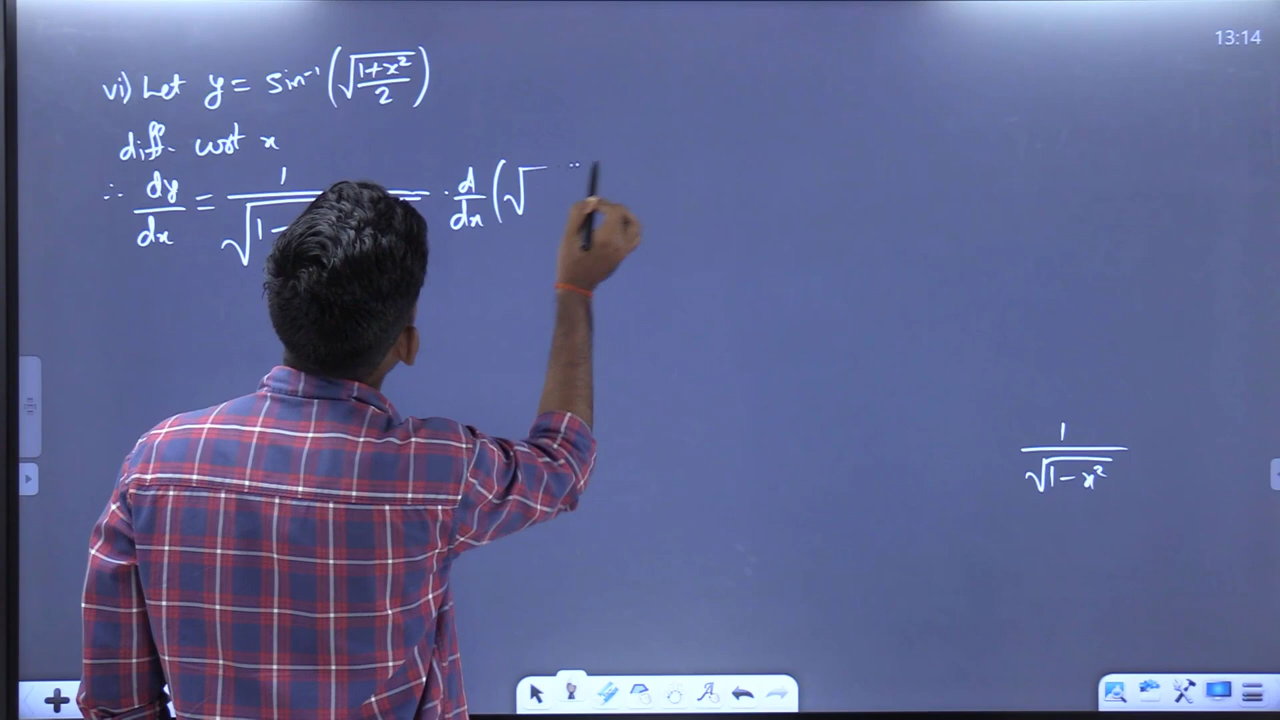 13:14
vi) Let y = sin⁻¹(√((1+x²)/2))
diff. wrt x
∴ dy/dx = 1/√(1- · d/dx (√
1/√(1-x²)